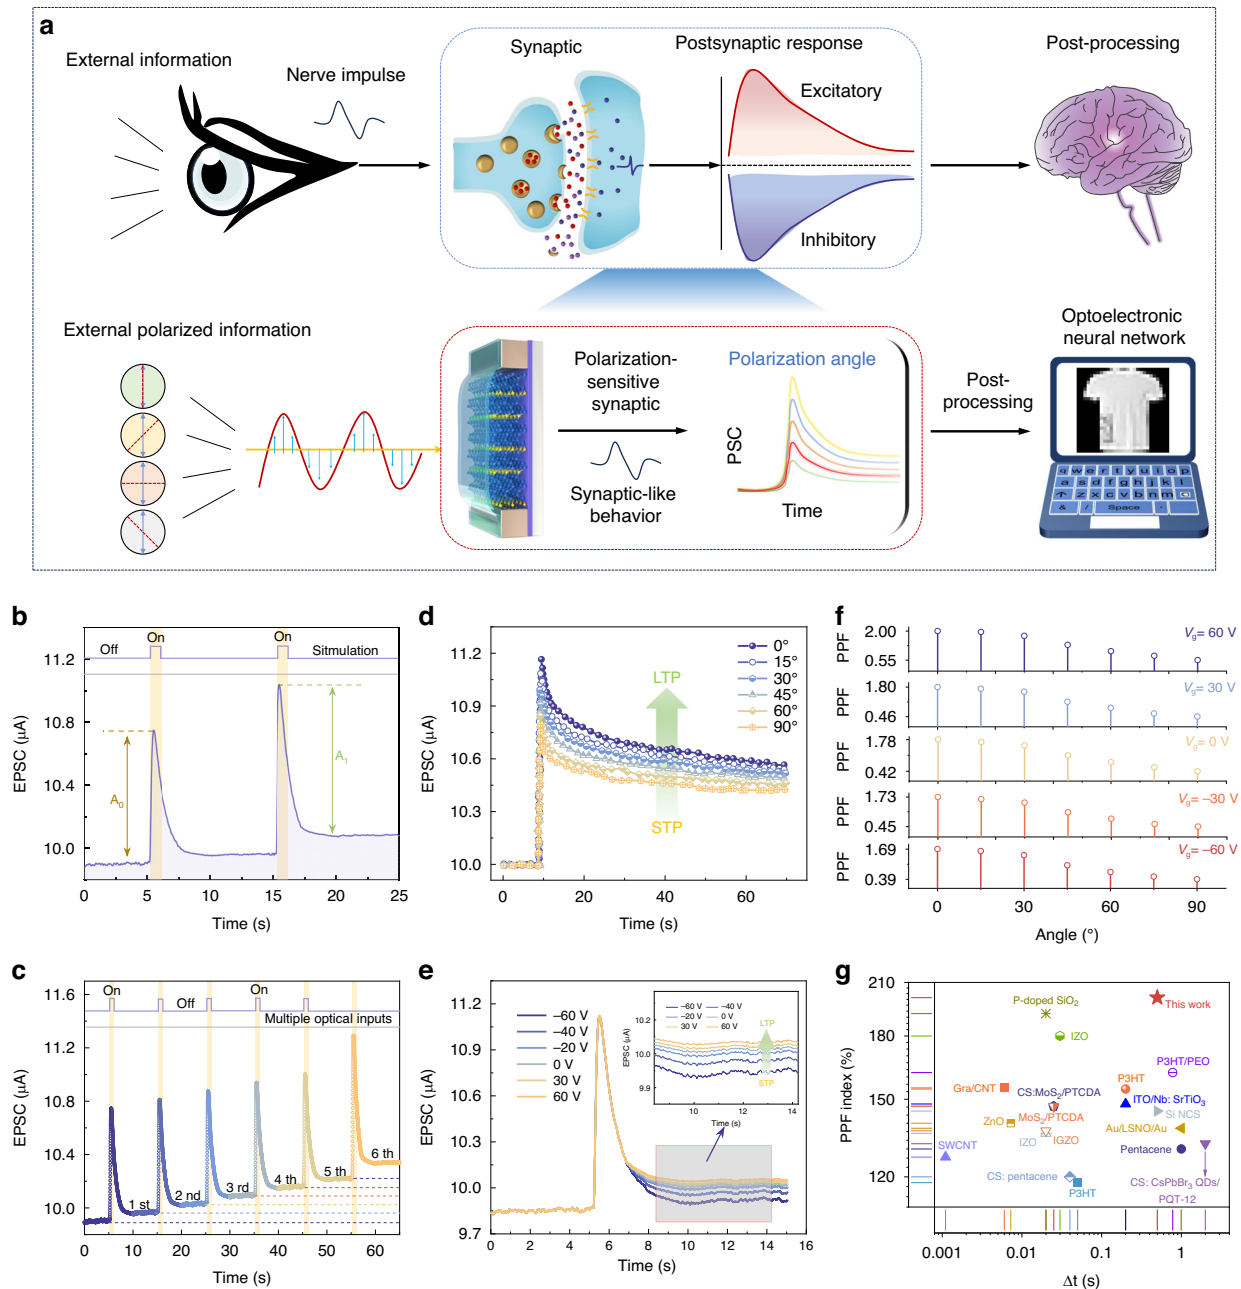 a
External information
Nerve impulse
Synaptic
Postsynaptic response
Excitatory
Inhibitory
Post-processing
External polarized information
Polarization-
sensitive
synaptic
Synaptic-like
behavior
Polarization angle
PSC
Time
Post-
processing
Optoelectronic
neural network
q w e r t y u i o p
a s d f g h j k l
z x c v b n m
& / Space
b
On
On
Off
Sitmulation
11.2
10.8
10.4
10.0
A0
A1
EPSC (µA)
0 5 10 15 20 25
Time (s)
c
On
Off
On
Multiple optical inputs
11.6
11.2
10.8
10.4
10.0
1 st
2 nd
3 rd
4 th
5 th
6 th
EPSC (µA)
0 10 20 30 40 50 60
Time (s)
d
11.2
10.8
10.4
10.0
0°
15°
30°
45°
60°
90°
LTP
STP
EPSC (µA)
0 20 40 60 80
Time (s)
e
11.2
10.9
10.6
10.3
10.0
9.7
–60 V
–40 V
–20 V
0 V
30 V
60 V
–60 V –40 V
–20 V 0 V
30 V 60 V
LTP
STP
10.2
10.0
9.9
EPSC (µA)
10 12 14
Time (s)
EPSC (µA)
0 2 4 6 8 10 12 14 16
Time (s)
f
PPF 2.00 0.55 Vg= 60 V
PPF 1.80 0.46 Vg= 30 V
PPF 1.78 0.42 Vg= 0 V
PPF 1.73 0.45 Vg= –30 V
PPF 1.69 0.39 Vg= –60 V
0 30 60 90
Angle (°)
g
210
180
150
120
PPF index (%)
P-doped SiO2
This work
IZO
P3HT/PEO
Gra/CNT
CS:MoS2/PTCDA
P3HT
ITO/Nb: SrTiO3
ZnO
MoS2/PTCDA
Si NCS
IZO
IGZO
Au/LSNO/Au
SWCNT
Pentacene
CS: pentacene
P3HT
CS: CsPbBr3 QDs/
PQT-12
0.001 0.01 0.1 1
Δt (s)